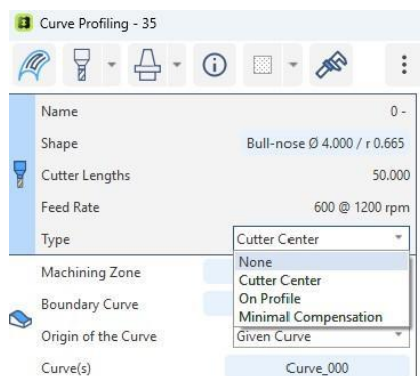 Curve Profiling - 35
Name 0 -
Shape Bull-nose Ø 4.000 / r 0.665
Cutter Lengths 50.000
Feed Rate 600 @ 1200 rpm
Type Cutter Center
None
Machining Zone Cutter Center
On Profile
Boundary Curve Minimal Compensation
Origin of the Curve Given Curve
Curve(s) Curve_000